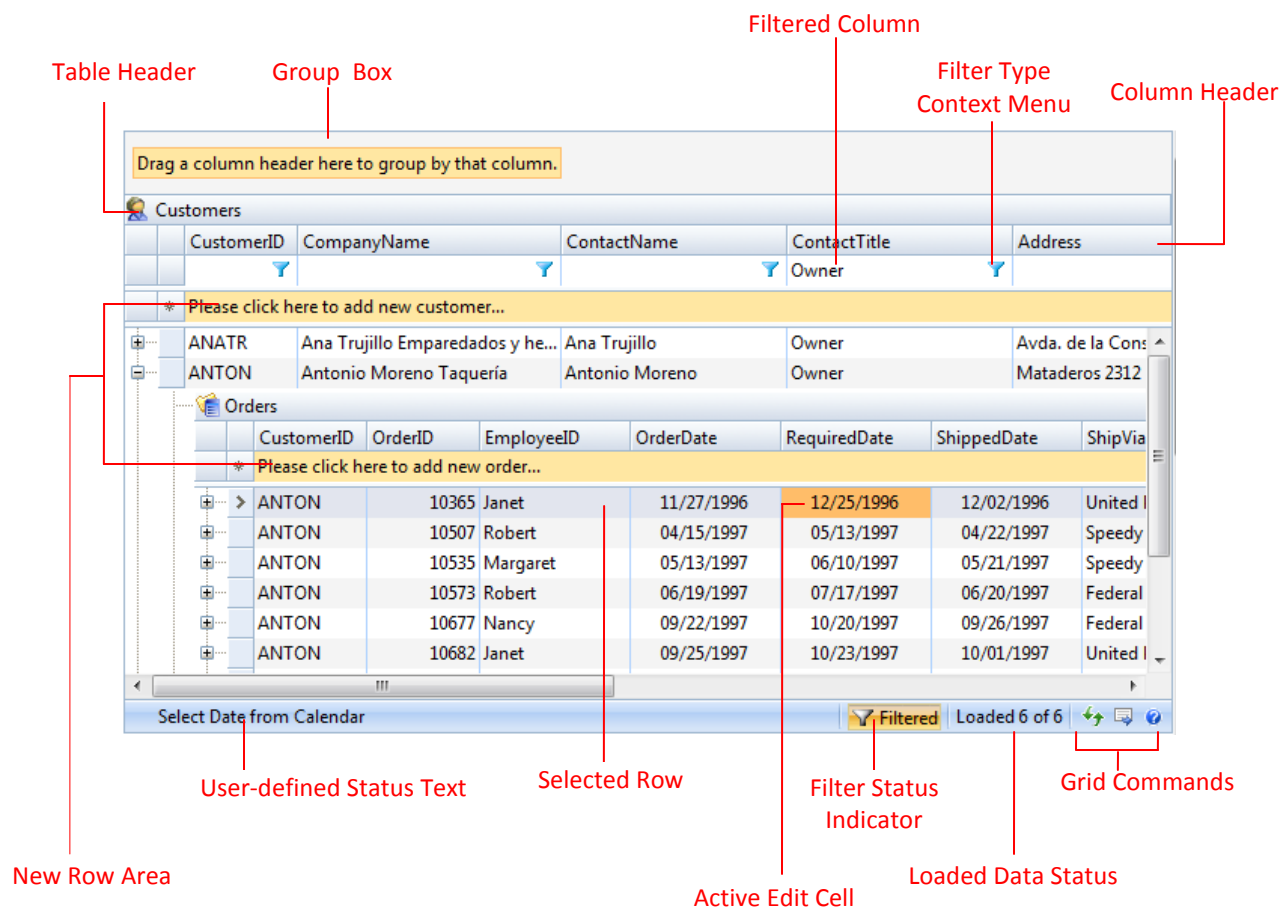 Filtered Column
Table Header
Group Box
Filter Type
Context Menu
Column Header
Drag a column header here to group by that column.
Customers
CustomerID CompanyName ContactName ContactTitle Address
Owner
Please click here to add new customer...
ANATR Ana Trujillo Emparedados y he... Ana Trujillo Owner Avda. de la Cons
ANTON Antonio Moreno Taquería Antonio Moreno Owner Mataderos 2312
Orders
CustomerID OrderID EmployeeID OrderDate RequiredDate ShippedDate ShipVia
Please click here to add new order...
ANTON 10365 Janet 11/27/1996 12/25/1996 12/02/1996 United
ANTON 10507 Robert 04/15/1997 05/13/1997 04/22/1997 Speedy
ANTON 10535 Margaret 05/13/1997 06/10/1997 05/21/1997 Speedy
ANTON 10573 Robert 06/19/1997 07/17/1997 06/20/1997 Federal
ANTON 10677 Nancy 09/22/1997 10/20/1997 09/26/1997 Federal
ANTON 10682 Janet 09/25/1997 10/23/1997 10/01/1997 United
Select Date from Calendar Filtered Loaded 6 of 6
User-defined Status Text
Selected Row
Filter Status
Indicator
Grid Commands
New Row Area
Active Edit Cell
Loaded Data Status